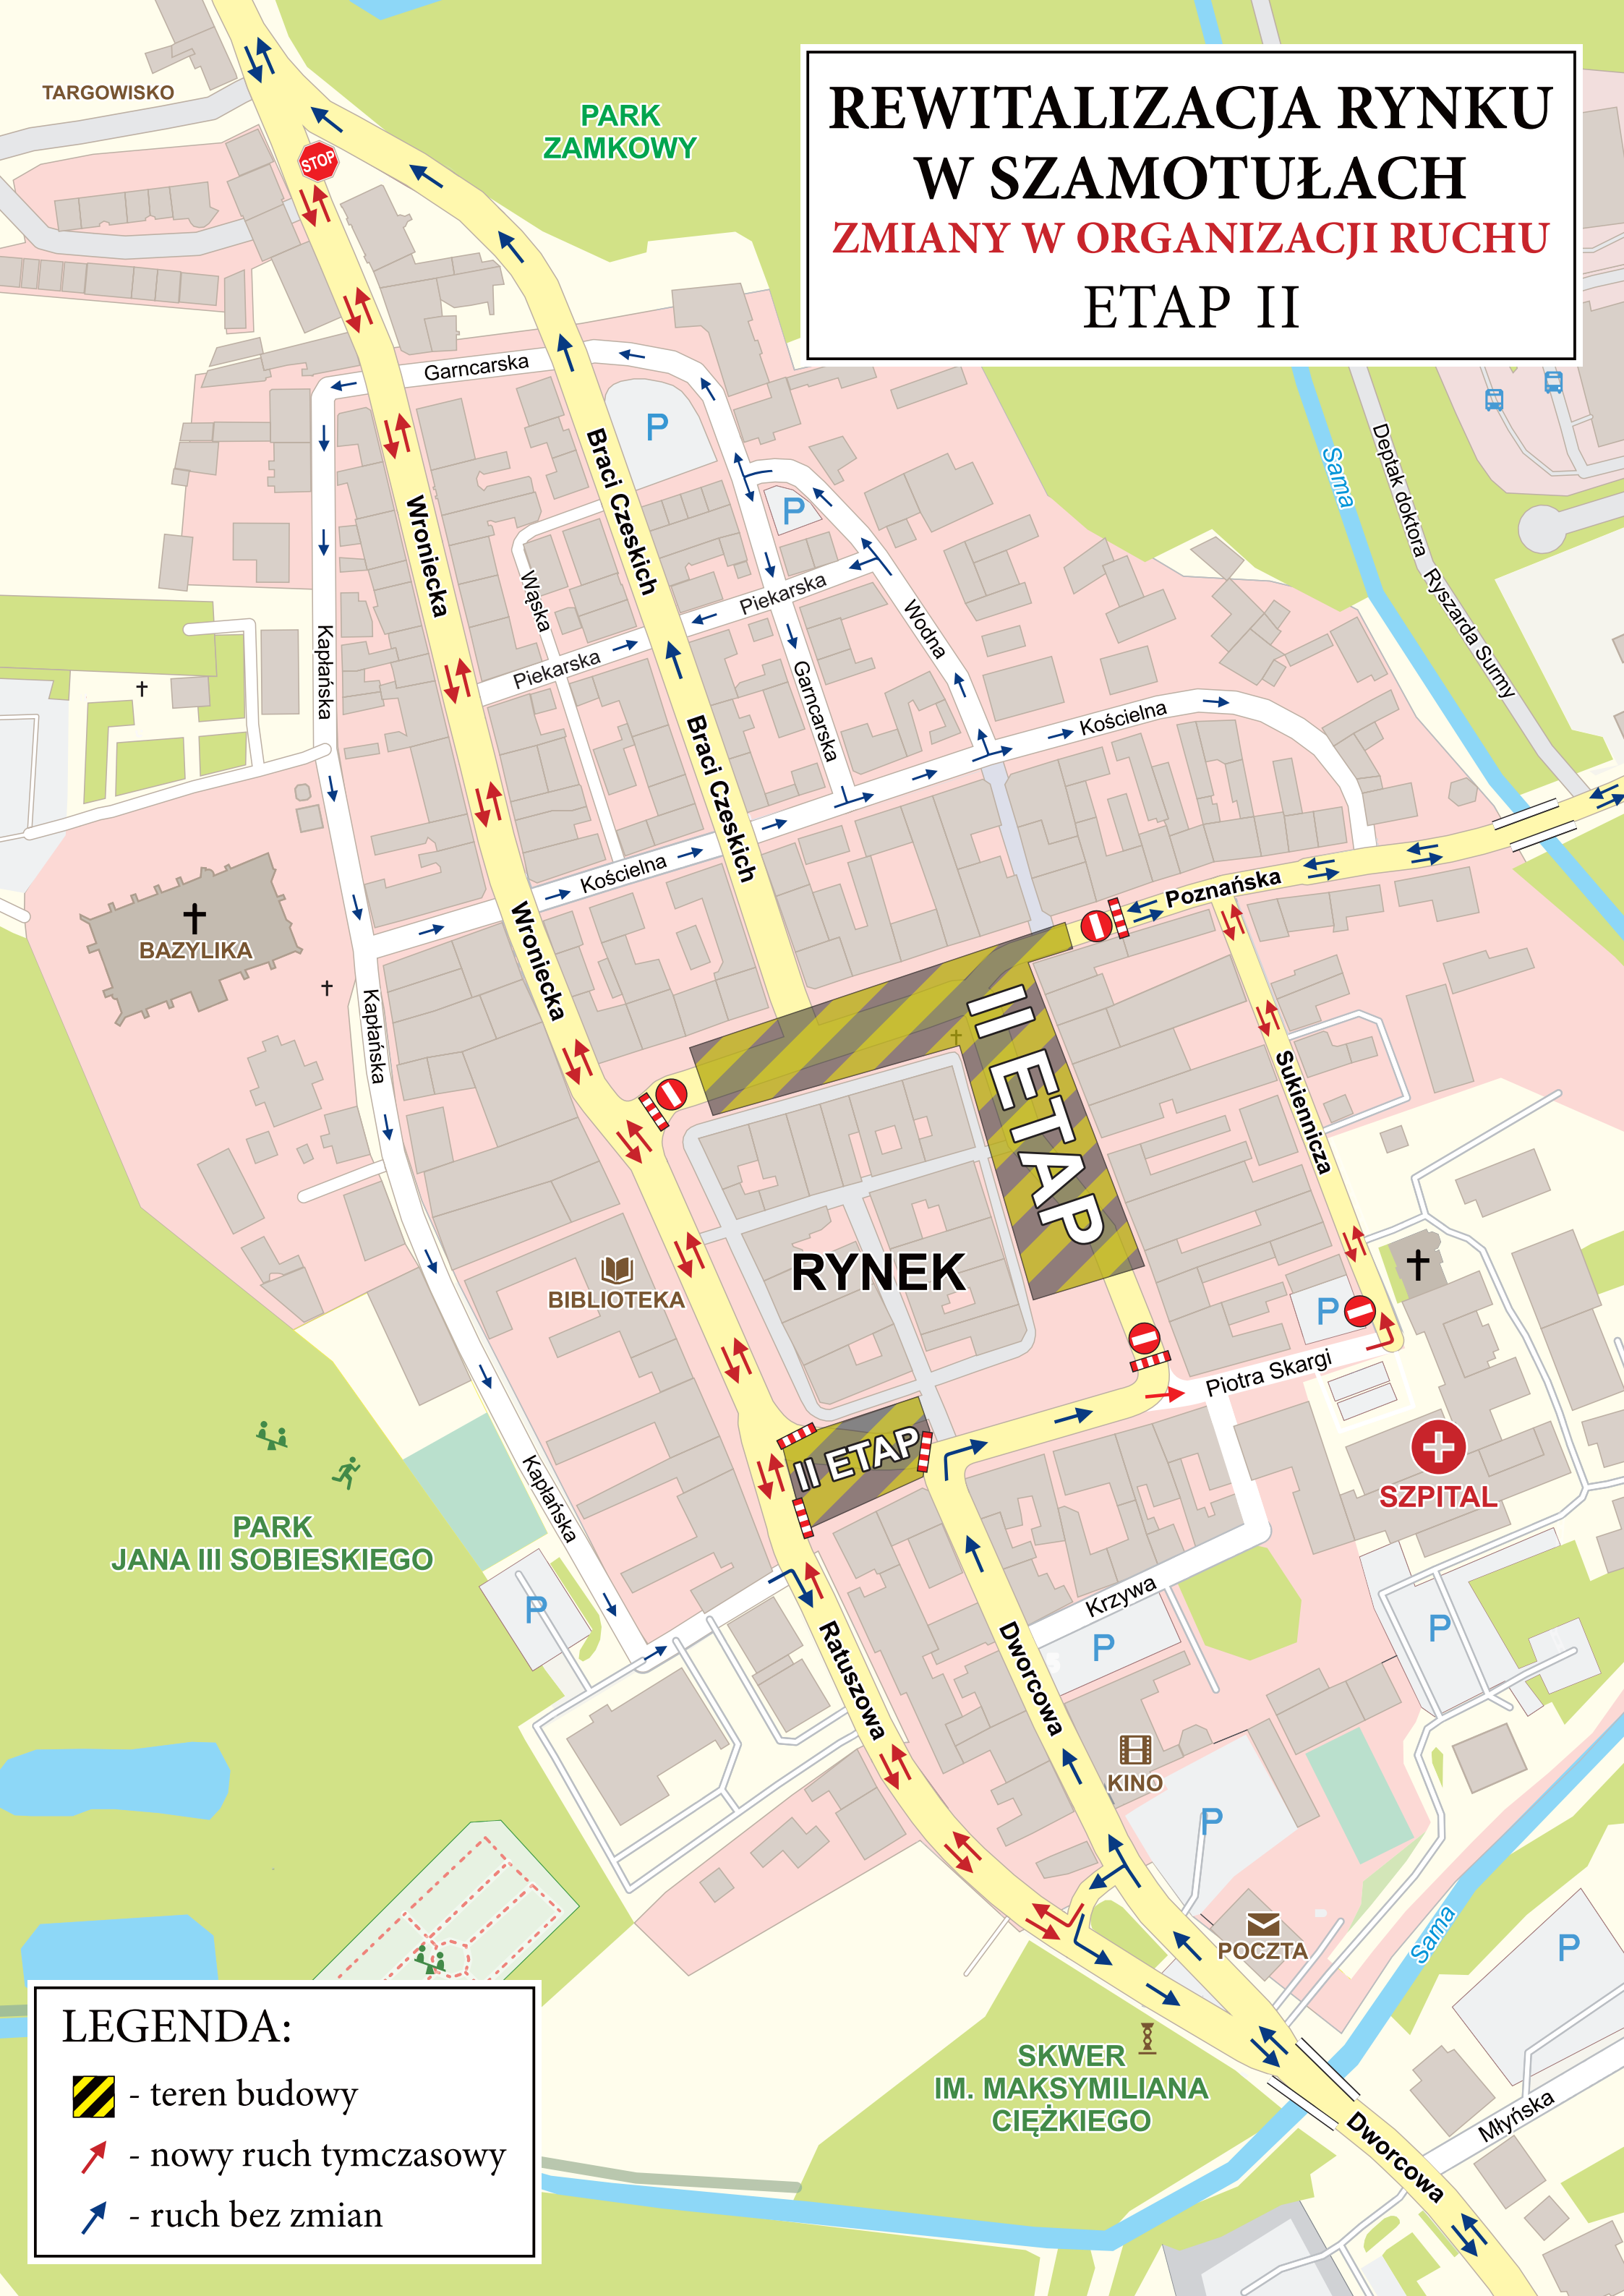 REWITALIZACJA RYNKU
W SZAMOTUŁACH
ZMIANY W ORGANIZACJI RUCHU
ETAP II
TARGOWISKO
PARK
ZAMKOWY
STOP
Garncarska
P
P
Braci Czeskich
Wroniecka
Wąska
Piekarska
Piekarska
Wodna
Garncarska
Kapłańska
Sama
Deptak doktora
Ryszarda Surmy
Kościelna
Braci Czeskich
Kościelna
Poznańska
BAZYLIKA
Wroniecka
Kapłańska
II ETAP
Sukiennicza
BIBLIOTEKA
RYNEK
P
Piotra Skargi
II ETAP
SZPITAL
Kapłańska
PARK
JANA III SOBIESKIEGO
P
Krzywa
P
P
Ratuszowa
Dworcowa
KINO
P
POCZTA
Sama
P
SKWER
IM. MAKSYMILIANA
CIĘŻKIEGO
Młyńska
Dworcowa
LEGENDA:
- teren budowy
- nowy ruch tymczasowy
- ruch bez zmian